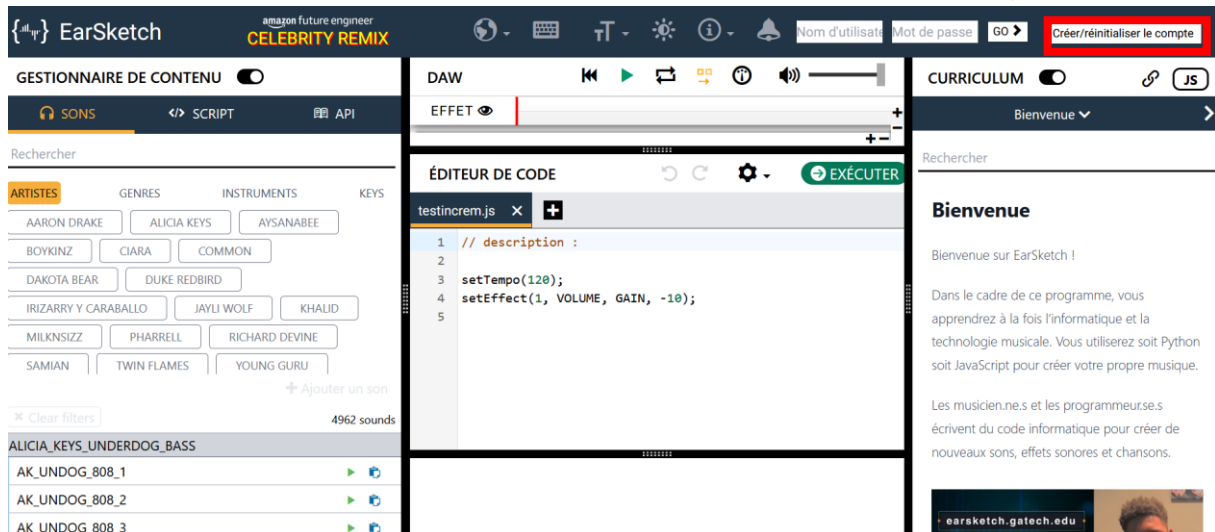 EarSketch
amazon future engineer
CELEBRITY REMIX
Nom d'utilisate
Mot de passe
GO
Créer/réinitialiser le compte
GESTIONNAIRE DE CONTENU
SONS
</> SCRIPT
API
Rechercher
ARTISTES GENRES INSTRUMENTS KEYS
AARON DRAKE ALICIA KEYS AYSANABEE
BOYKINZ CIARA COMMON
DAKOTA BEAR DUKE REDBIRD
IRIZARRY Y CARABALLO JAYLI WOLF KHALID
MILKNSIZZ PHARRELL RICHARD DEVINE
SAMIAN TWIN FLAMES YOUNG GURU
+ Ajouter un son
× Clear filters
4962 sounds
ALICIA_KEYS_UNDERDOG_BASS
AK_UNDOG_808_1
AK_UNDOG_808_2
AK_UNDOG_808_3
DAW
EFFET
ÉDITEUR DE CODE
EXÉCUTER
testincrem.js
1 // description :
2
3 setTempo(120);
4 setEffect(1, VOLUME, GAIN, -10);
5
CURRICULUM
JS
Bienvenue
Rechercher
Bienvenue
Bienvenue sur EarSketch !
Dans le cadre de ce programme, vous
apprendrez à la fois l'informatique et la
technologie musicale. Vous utiliserez soit Python
soit JavaScript pour créer votre propre musique.
Les musicien.ne.s et les programmeur.se.s
écrivent du code informatique pour créer de
nouveaux sons, effets sonores et chansons.
earsketch.gatech.edu